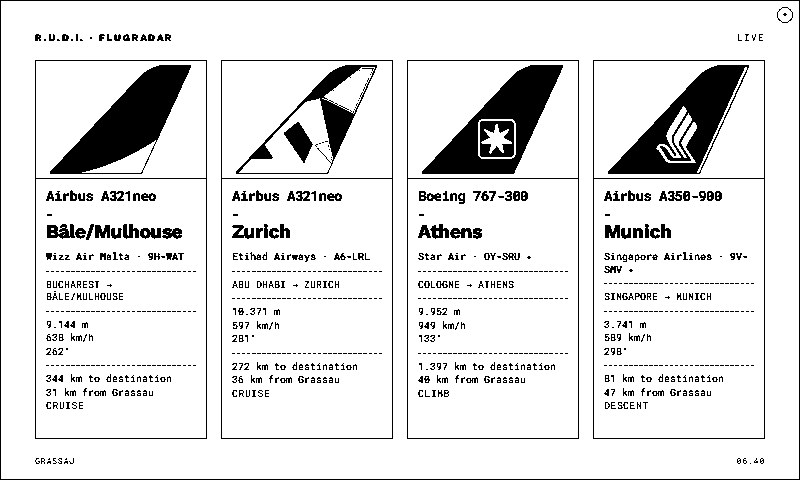 R.U.D.I. · FLUGRADAR
LIVE
Airbus A321neo
-
Bâle/Mulhouse
Wizz Air Malta · 9H-WAT
BUCHAREST →
BÂLE/MULHOUSE
9.144 m
638 km/h
262°
344 km to destination
31 km from Grassau
CRUISE
Airbus A321neo
-
Zurich
Etihad Airways · A6-LRL
ABU DHABI → ZURICH
10.371 m
597 km/h
281°
272 km to destination
36 km from Grassau
CRUISE
Boeing 767-300
-
Athens
Star Air · OY-SRU ✦
COLOGNE → ATHENS
9.952 m
949 km/h
133°
1.397 km to destination
40 km from Grassau
CLIMB
Airbus A350-900
-
Munich
Singapore Airlines · 9V-
SMV ✦
SINGAPORE → MUNICH
3.741 m
589 km/h
298°
81 km to destination
47 km from Grassau
DESCENT
GRASSAU
06.40